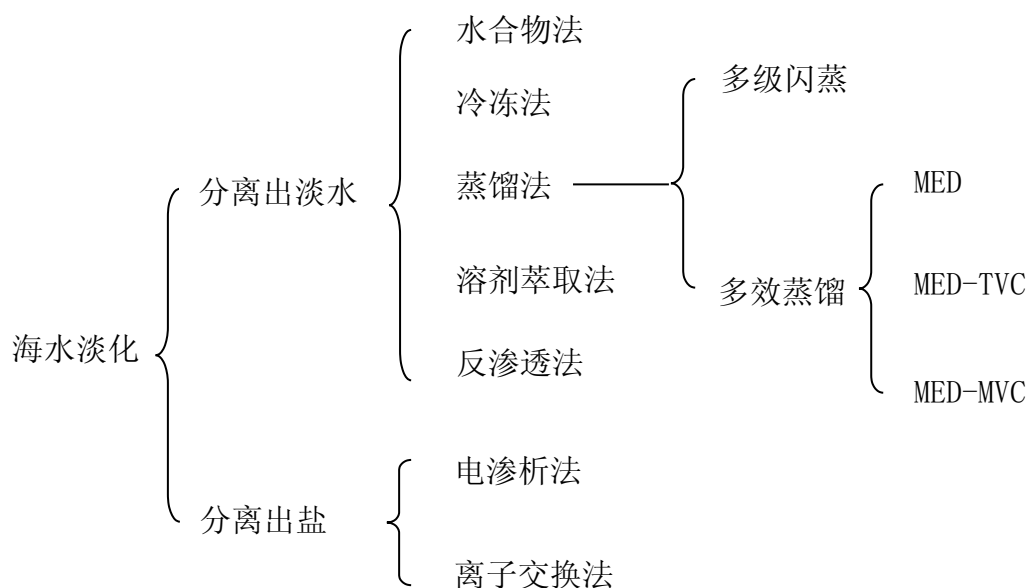 水合物法
冷冻法
多级闪蒸
分离出淡水
蒸馏法
MED
溶剂萃取法
多效蒸馏
MED-TVC
海水淡化
反渗透法
MED-MVC
电渗析法
分离出盐
离子交换法